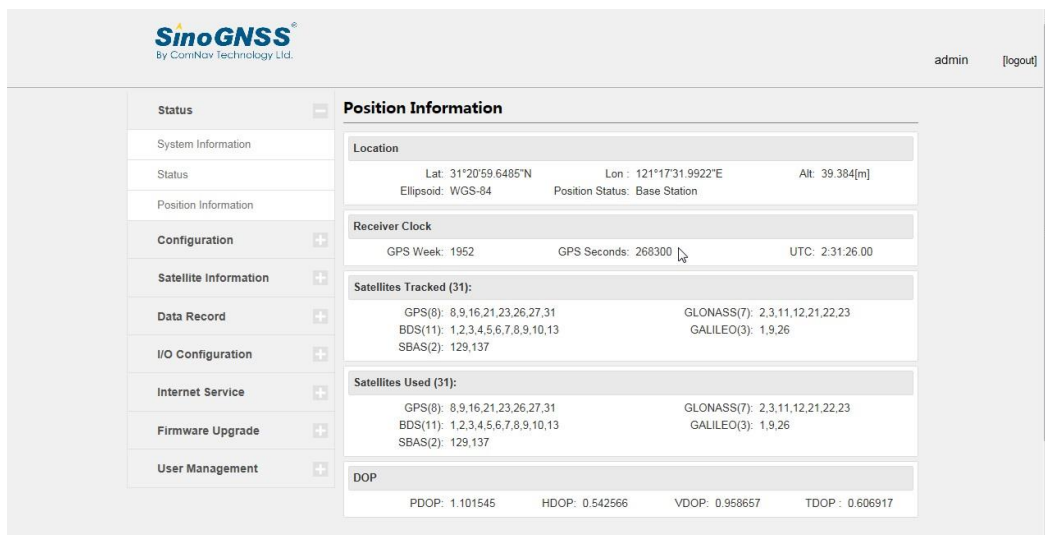 SinoGNSS®
By ComNav Technology Ltd.
admin [logout]
Status
System Information
Status
Position Information
Configuration
Satellite Information
Data Record
I/O Configuration
Internet Service
Firmware Upgrade
User Management
Position Information
Location
Lat: 31°20'59.6485"N Lon : 121°17'31.9922"E Alt: 39.384[m]
Ellipsoid: WGS-84 Position Status: Base Station
Receiver Clock
GPS Week: 1952 GPS Seconds: 268300 UTC: 2:31:26.00
Satellites Tracked (31):
GPS(8): 8,9,16,21,23,26,27,31 GLONASS(7): 2,3,11,12,21,22,23
BDS(11): 1,2,3,4,5,6,7,8,9,10,13 GALILEO(3): 1,9,26
SBAS(2): 129,137
Satellites Used (31):
GPS(8): 8,9,16,21,23,26,27,31 GLONASS(7): 2,3,11,12,21,22,23
BDS(11): 1,2,3,4,5,6,7,8,9,10,13 GALILEO(3): 1,9,26
SBAS(2): 129,137
DOP
PDOP: 1.101545 HDOP: 0.542566 VDOP: 0.958657 TDOP : 0.606917